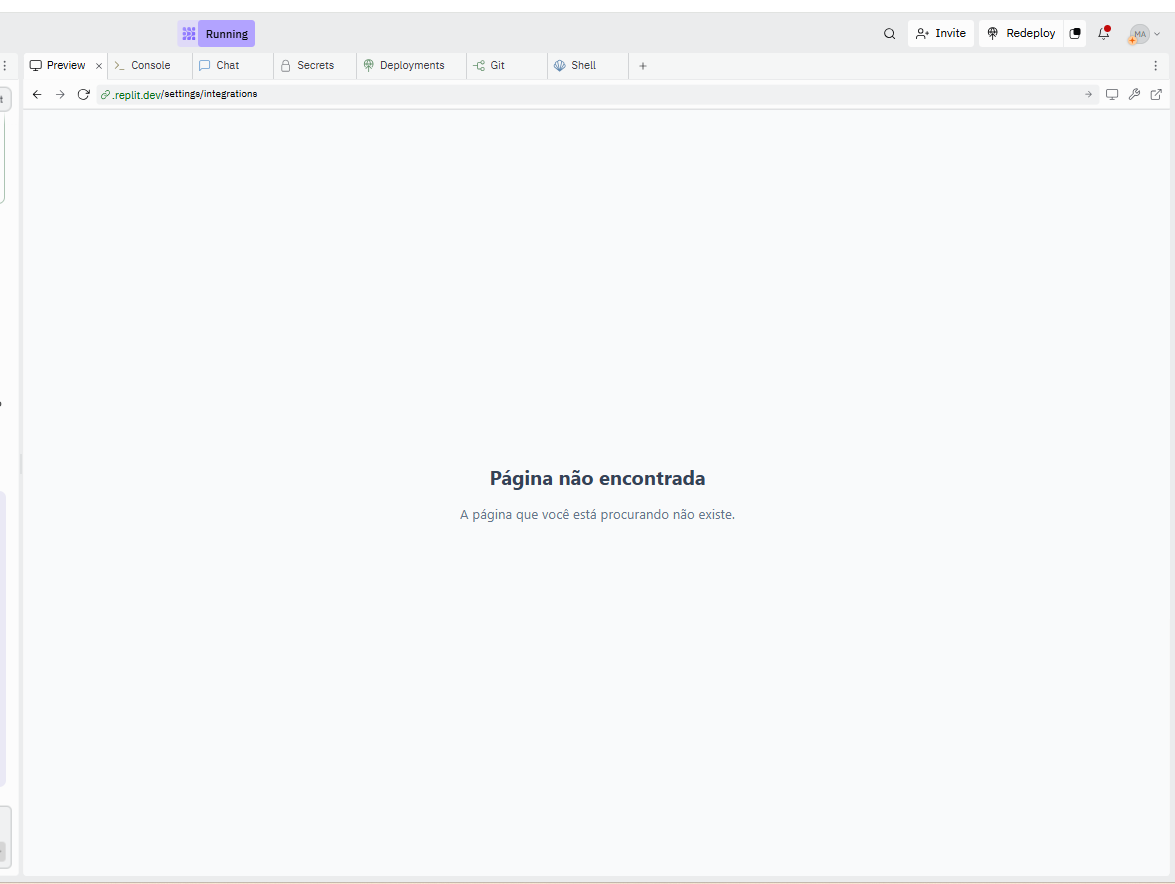 Running
Invite
Redeploy
MA
Preview
Console
Chat
Secrets
Deployments
Git
Shell
.replit.dev/settings/integrations
Página não encontrada
A página que você está procurando não existe.